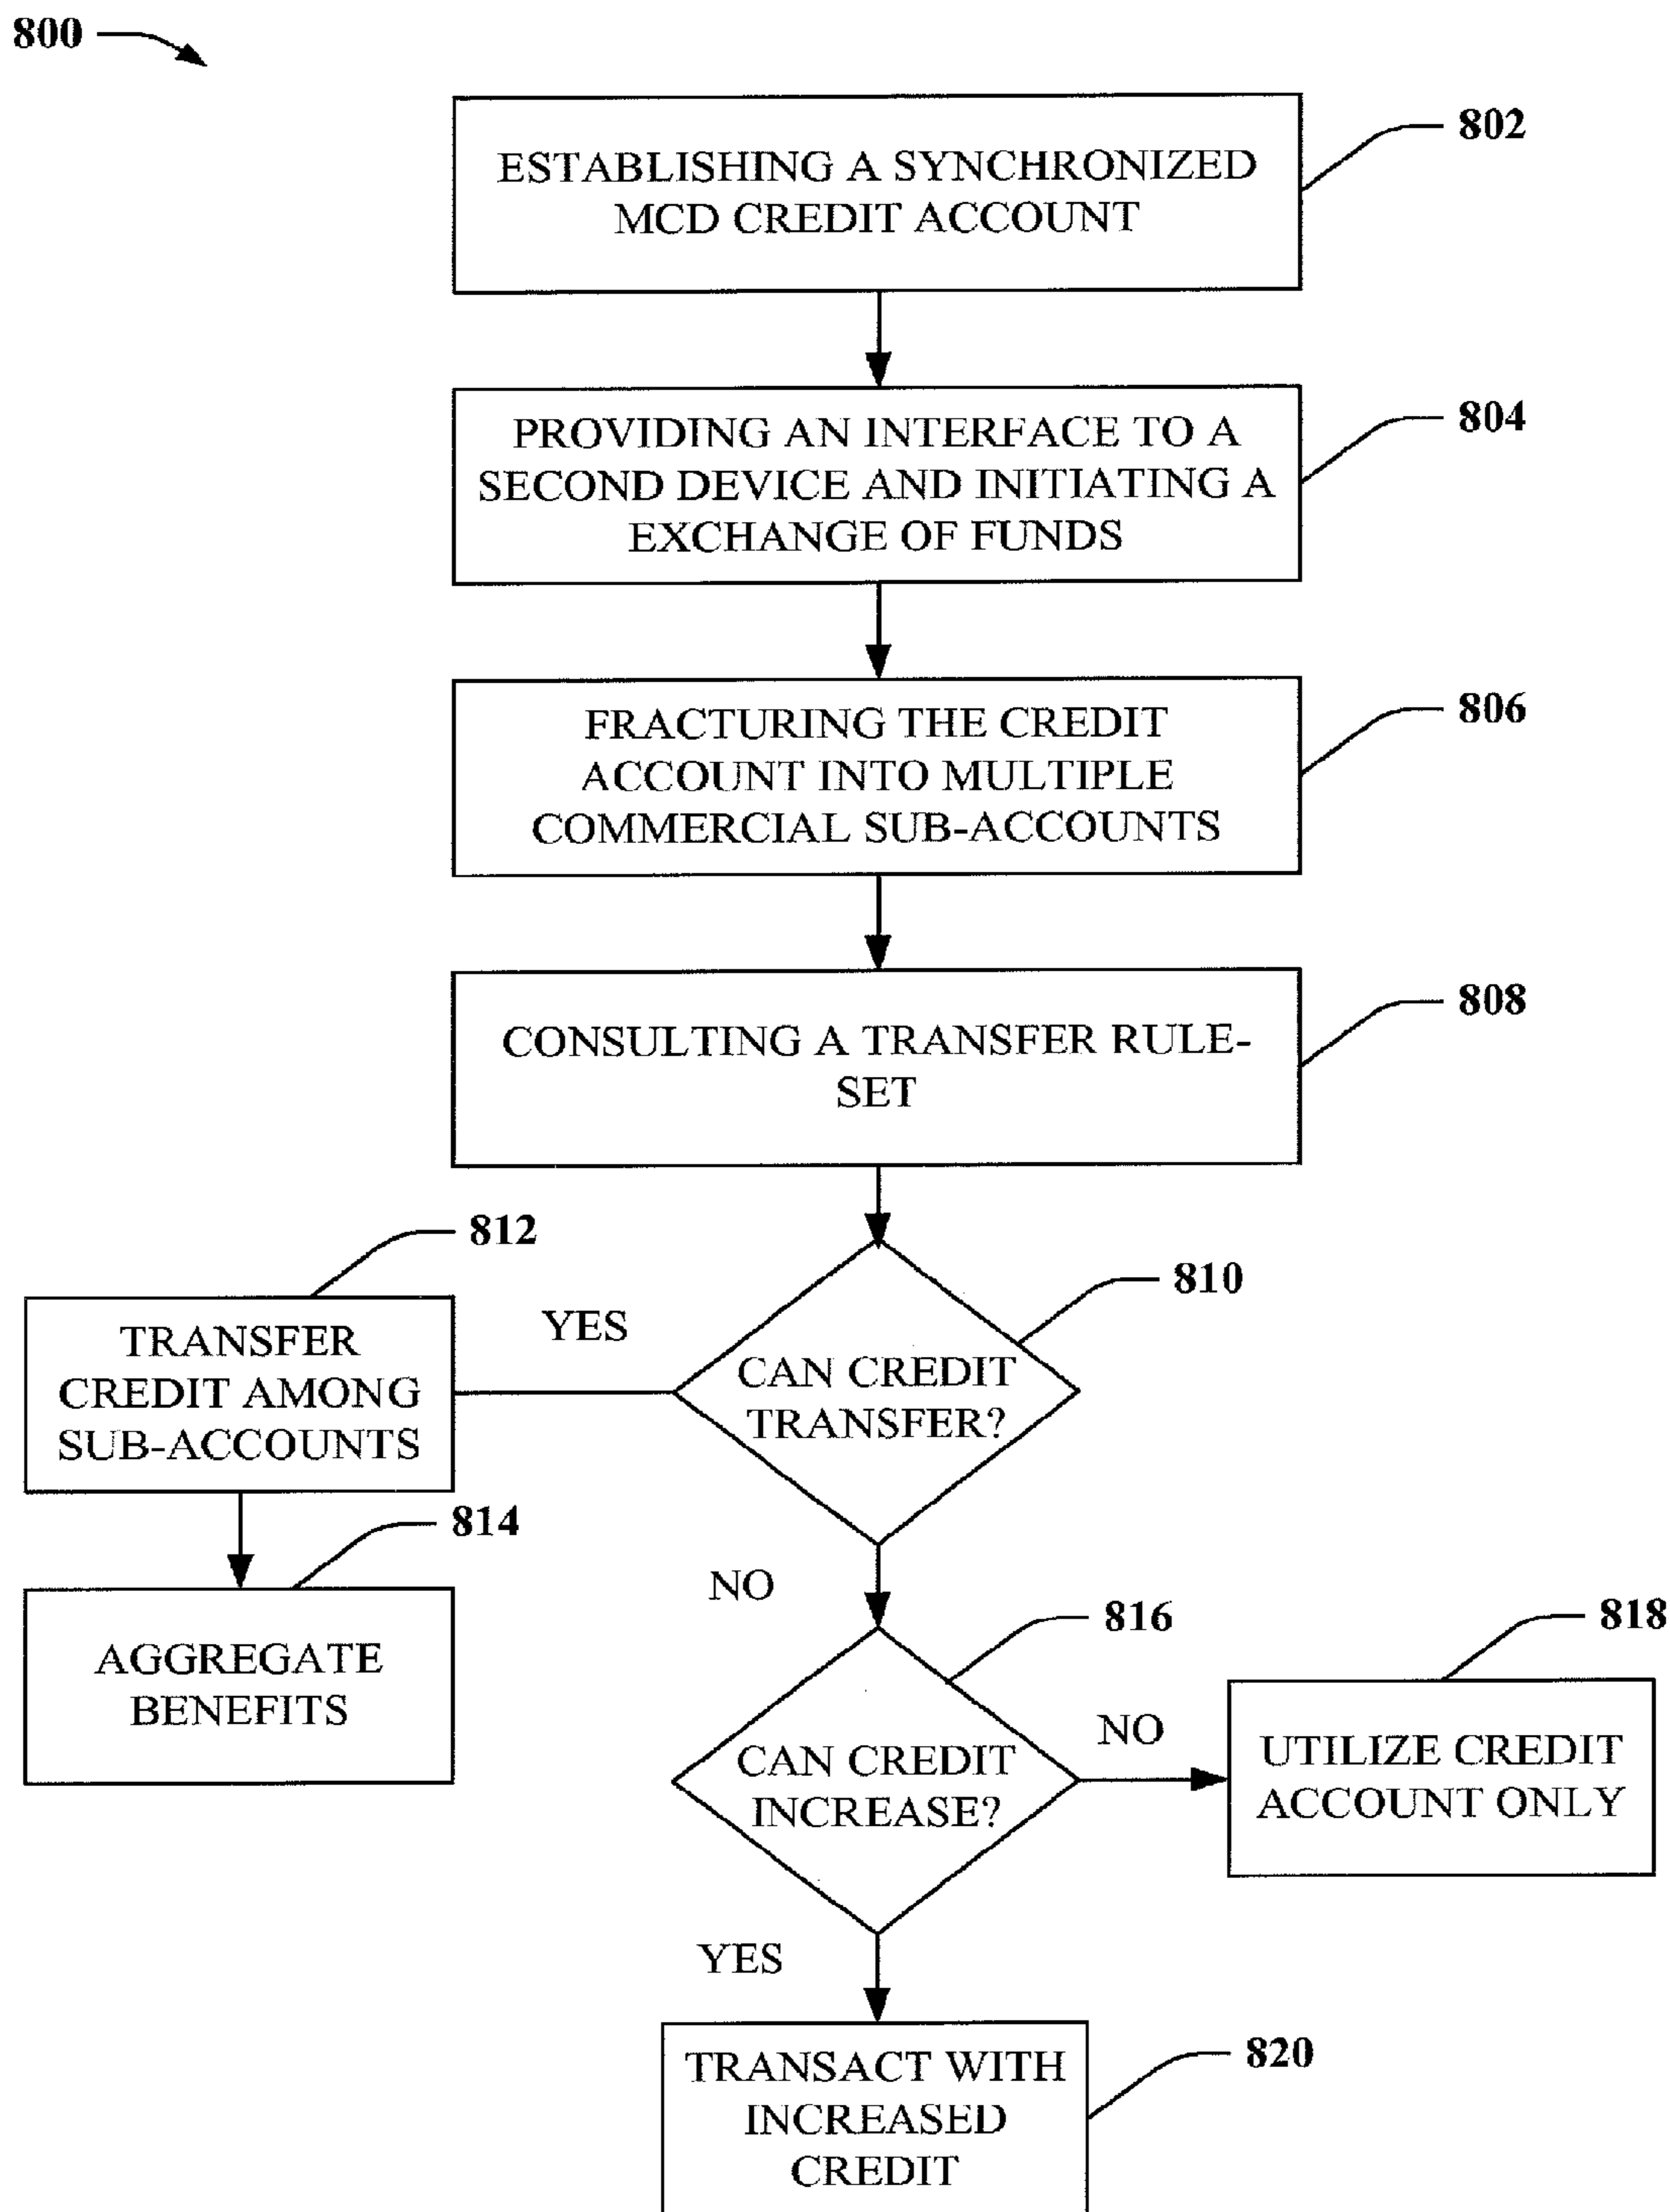 800
802
ESTABLISHING A SYNCHRONIZED
MCD CREDIT ACCOUNT
804
PROVIDING AN INTERFACE TO A
SECOND DEVICE AND INITIATING A
EXCHANGE OF FUNDS
806
FRACTURING THE CREDIT
ACCOUNT INTO MULTIPLE
COMMERCIAL SUB-ACCOUNTS
808
CONSULTING A TRANSFER RULE-
SET
812
810
YES
TRANSFER
CREDIT AMONG
SUB-ACCOUNTS
CAN CREDIT
TRANSFER?
814
NO
816
818
AGGREGATE
BENEFITS
NO
CAN CREDIT
INCREASE?
UTILIZE CREDIT
ACCOUNT ONLY
YES
820
TRANSACT WITH
INCREASED
CREDIT